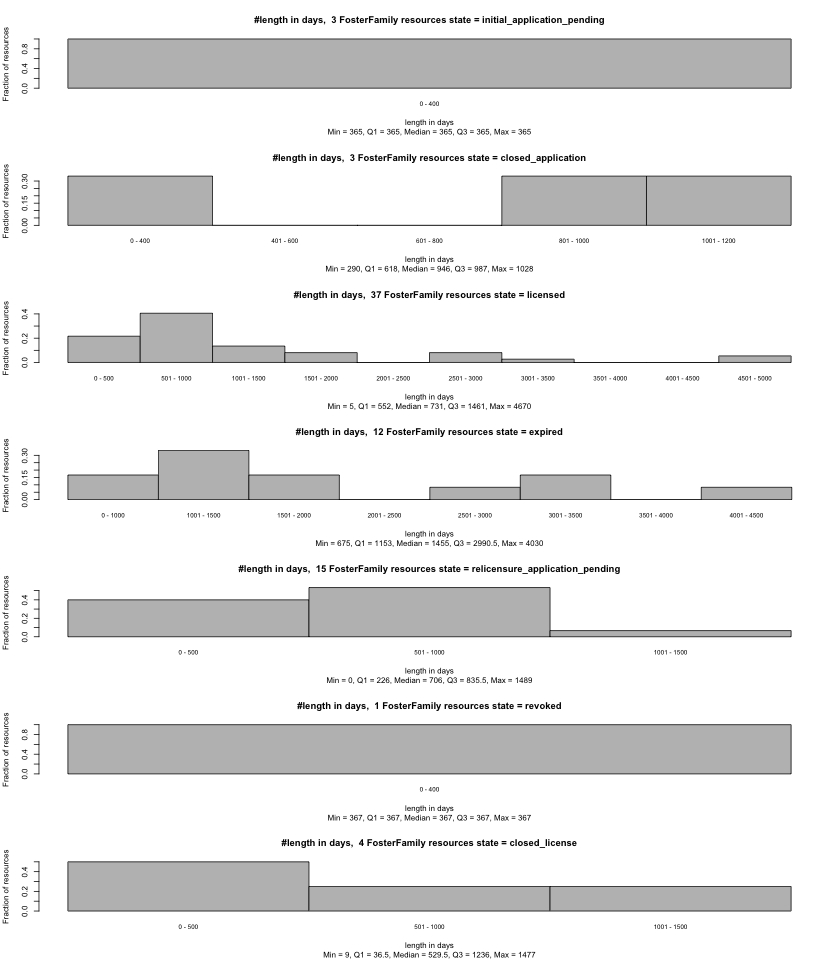 #length in days,  3 FosterFamily resources state = initial_application_pending
Fraction of resources
0.0 0.4 0.8
0 - 400
length in days
Min = 365, Q1 = 365, Median = 365, Q3 = 365, Max = 365
#length in days,  3 FosterFamily resources state = closed_application
Fraction of resources
0.00 0.15 0.30
0 - 400 401 - 600 601 - 800 801 - 1000 1001 - 1200
length in days
Min = 290, Q1 = 618, Median = 946, Q3 = 987, Max = 1028
#length in days,  37 FosterFamily resources state = licensed
Fraction of resources
0.0 0.2 0.4
0 - 500 501 - 1000 1001 - 1500 1501 - 2000 2001 - 2500 2501 - 3000 3001 - 3500 3501 - 4000 4001 - 4500 4501 - 5000
length in days
Min = 5, Q1 = 552, Median = 731, Q3 = 1461, Max = 4670
#length in days,  12 FosterFamily resources state = expired
Fraction of resources
0.00 0.15 0.30
0 - 1000 1001 - 1500 1501 - 2000 2001 - 2500 2501 - 3000 3001 - 3500 3501 - 4000 4001 - 4500
length in days
Min = 675, Q1 = 1153, Median = 1455, Q3 = 2990.5, Max = 4030
#length in days,  15 FosterFamily resources state = relicensure_application_pending
Fraction of resources
0.0 0.2 0.4
0 - 500 501 - 1000 1001 - 1500
length in days
Min = 0, Q1 = 226, Median = 706, Q3 = 835.5, Max = 1489
#length in days,  1 FosterFamily resources state = revoked
Fraction of resources
0.0 0.4 0.8
0 - 400
length in days
Min = 367, Q1 = 367, Median = 367, Q3 = 367, Max = 367
#length in days,  4 FosterFamily resources state = closed_license
Fraction of resources
0.0 0.2 0.4
0 - 500 501 - 1000 1001 - 1500
length in days
Min = 9, Q1 = 36.5, Median = 529.5, Q3 = 1236, Max = 1477